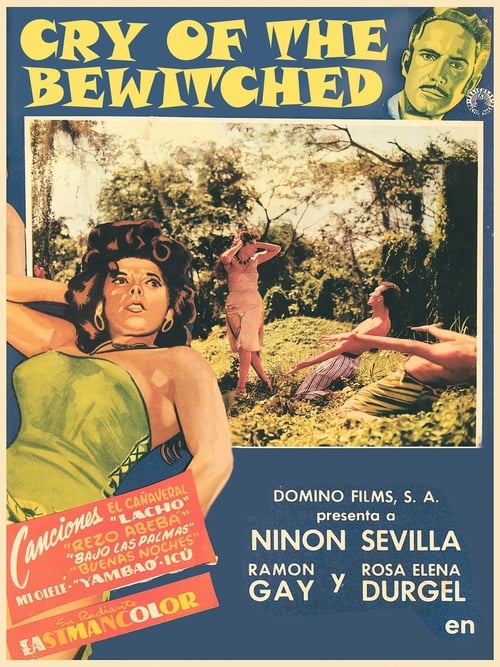 CRY OF THE
BEWITCHED
Canciones
EL CAÑAVERAL
"LACHO"
"REZO ABEBA"
"BAJO LAS PALMAS"
"BUENAS NOCHES"
MI OLELÉ - "YAMBAO" - ICÚ
En Radiante
EASTMANCOLOR
DOMINO FILMS, S. A.
presenta a
NINON SEVILLA
RAMON
GAY
y
ROSA ELENA
DURGEL
en